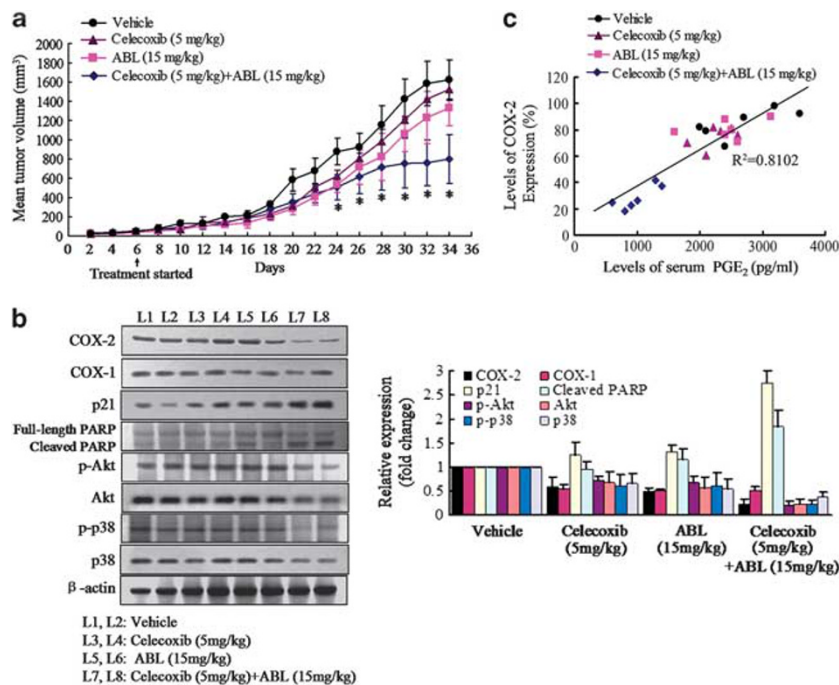 a
Vehicle
Celecoxib (5 mg/kg)
ABL (15 mg/kg)
Celecoxib (5 mg/kg)+ABL (15 mg/kg)
Mean tumor volume (mm³)
2000
1800
1600
1400
1200
1000
800
600
400
200
0
0 2 4 6 8 10 12 14 16 18 20 22 24 26 28 30 32 34 36
* * * * * *
Treatment started
Days
c
Vehicle
Celecoxib (5 mg/kg)
ABL (15 mg/kg)
Celecoxib (5 mg/kg)+ABL (15 mg/kg)
Levels of COX-2
Expression (%)
120
100
80
60
40
20
0
R²=0.8102
0 1000 2000 3000 4000
Levels of serum PGE₂ (pg/ml)
b
L1 L2 L3 L4 L5 L6 L7 L8
COX-2
COX-1
p21
Full-length PARP
Cleaved PARP
p-Akt
Akt
p-p38
p38
β-actin
L1, L2: Vehicle
L3, L4: Celecoxib (5mg/kg)
L5, L6: ABL (15mg/kg)
L7, L8: Celecoxib (5mg/kg)+ABL (15mg/kg)
Relative expression
(fold change)
3
2.5
2
1.5
1
0.5
0
COX-2 COX-1
p21 Cleaved PARP
p-Akt Akt
p-p38 p38
Vehicle
Celecoxib
(5mg/kg)
ABL
(15mg/kg)
Celecoxib
(5mg/kg)
+ABL (15mg/kg)